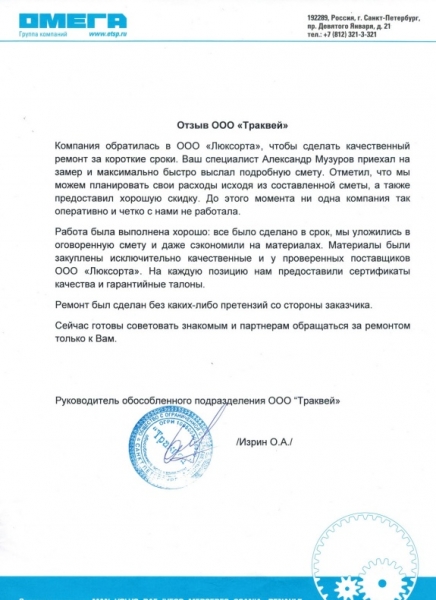 ОМЕГА
Группа компаний www.etsp.ru
192289, Россия, г. Санкт-Петербург,
пр. Девятого Января, д. 21
тел.: +7 (812) 321-3-321
Отзыв ООО «Траквей»
Компания обратилась в ООО «Люксорта», чтобы сделать качественный
ремонт за короткие сроки. Ваш специалист Александр Музуров приехал на
замер и максимально быстро выслал подробную смету. Отметил, что мы
можем планировать свои расходы исходя из составленной сметы, а также
предоставил хорошую скидку. До этого момента ни одна компания так
оперативно и четко с нами не работала.
Работа была выполнена хорошо: все было сделано в срок, мы уложились в
оговоренную смету и даже сэкономили на материалах. Материалы были
закуплены исключительно качественные и у проверенных поставщиков
ООО «Люксорта». На каждую позицию нам предоставили сертификаты
качества и гарантийные талоны.
Ремонт был сделан без каких-либо претензий со стороны заказчика.
Сейчас готовы советовать знакомым и партнерам обращаться за ремонтом
только к Вам.
Руководитель обособленного подразделения ООО "Траквей»
/Изрин О.А./